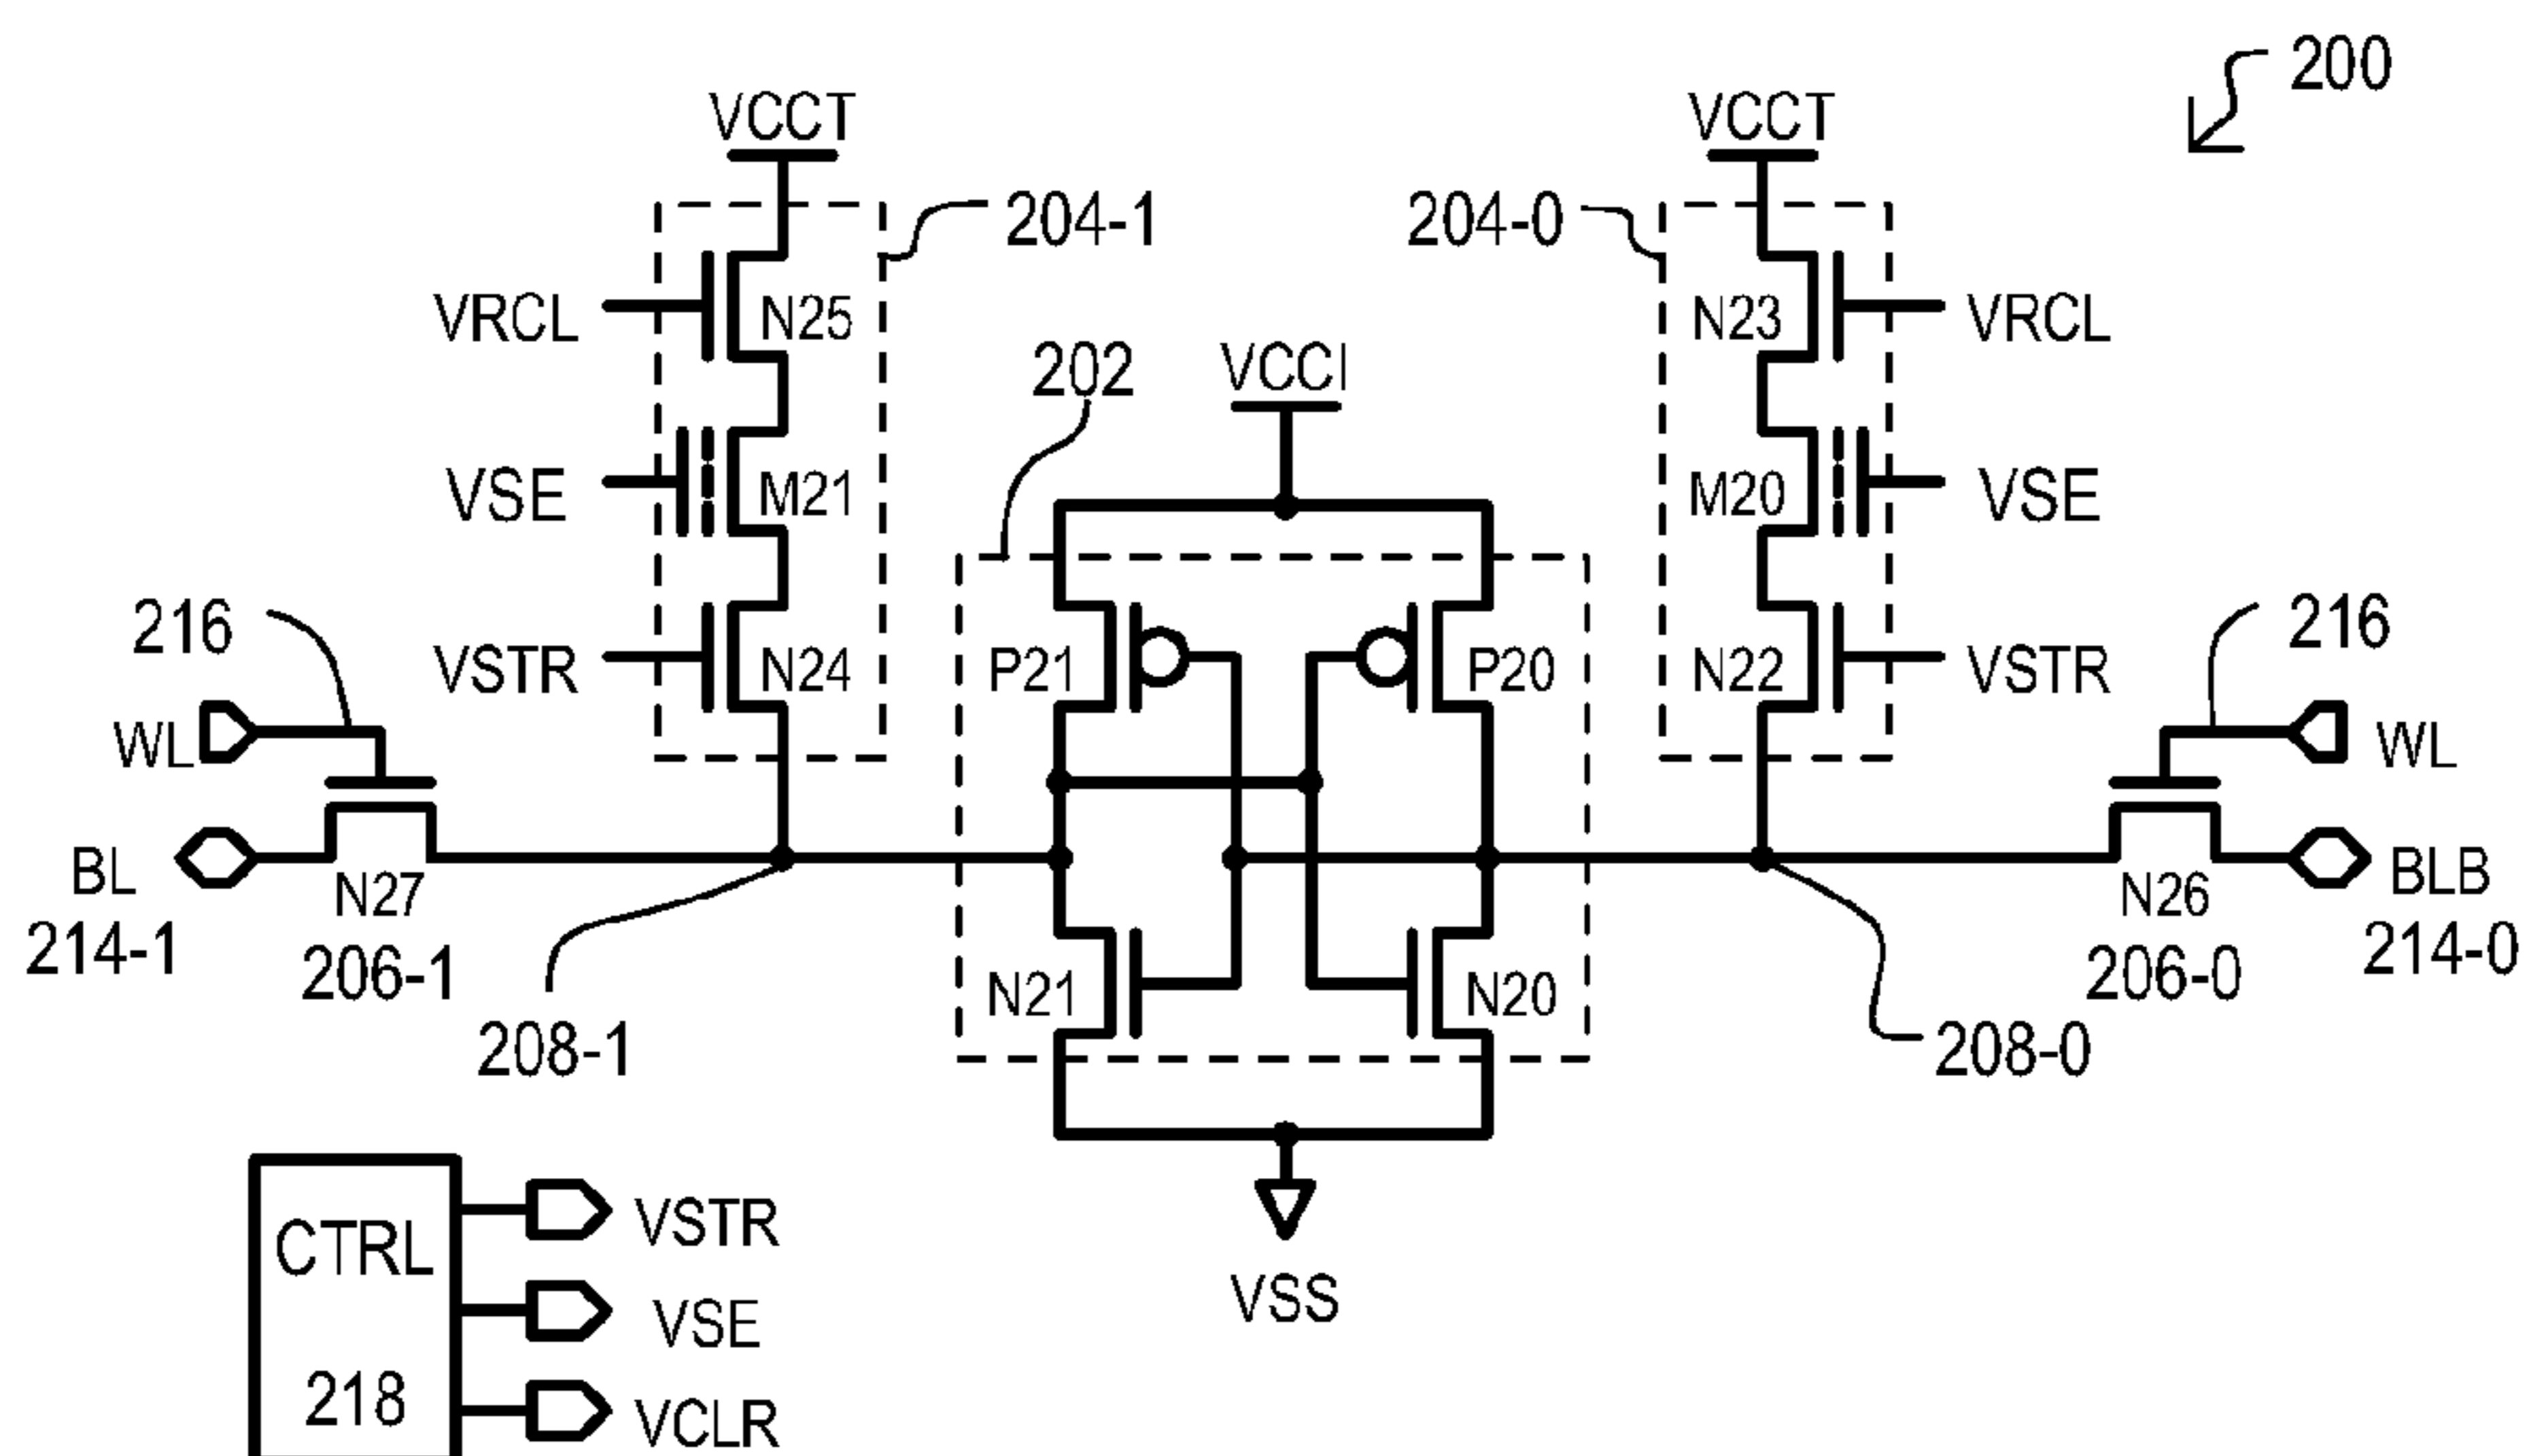 200
VCCT
VCCT
204-1
204-0
VRCL
N25
N23
VRCL
202
VCCI
VSE
M21
M20
VSE
216
216
VSTR
N24
P21
P20
N22
VSTR
WL
WL
BL
N27
N26
BLB
214-1
206-1
N21
N20
206-0
214-0
208-1
208-0
CTRL
218
VSTR
VSE
VCLR
VSS